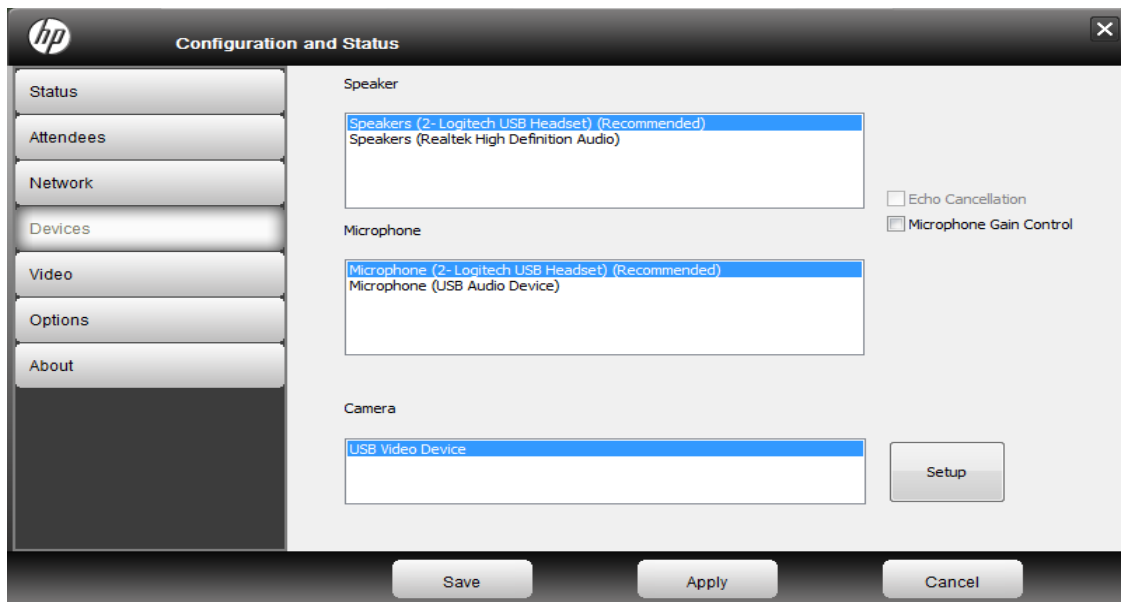 hp
Configuration and Status
Status
Attendees
Network
Devices
Video
Options
About
Speaker
Speakers (2- Logitech USB Headset) (Recommended)
Speakers (Realtek High Definition Audio)
Echo Cancellation
Microphone Gain Control
Microphone
Microphone (2- Logitech USB Headset) (Recommended)
Microphone (USB Audio Device)
Camera
USB Video Device
Setup
Save
Apply
Cancel